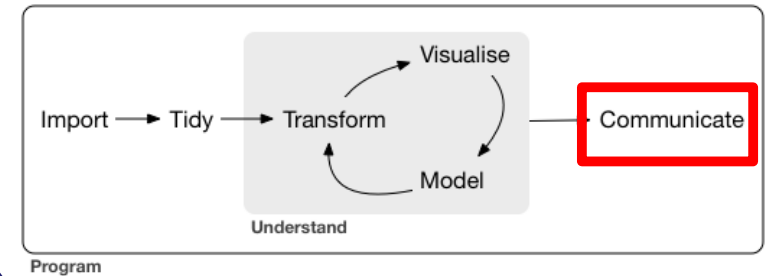 Visualise
Import
Tidy
Transform
Communicate
Model
Understand
Program